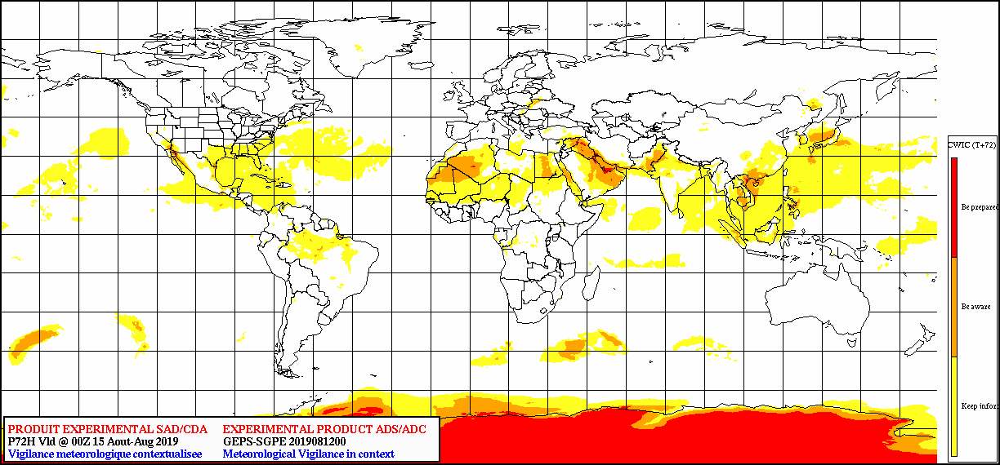 CWIC (T+72)
Be prepare
Be aware
Keep infor
PRODUIT EXPERIMENTAL SAD/CDA EXPERIMENTAL PRODUCT ADS/ADC
P72H Vld @ 00Z 15 Aout-Aug 2019 GEPS-SGPE 2019081200
Vigilance meteorologique contextualisee Meteorological Vigilance in context